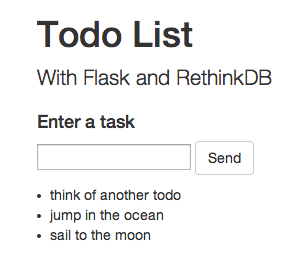 Todo List
With Flask and RethinkDB
Enter a task
Send
think of another todo
jump in the ocean
sail to the moon